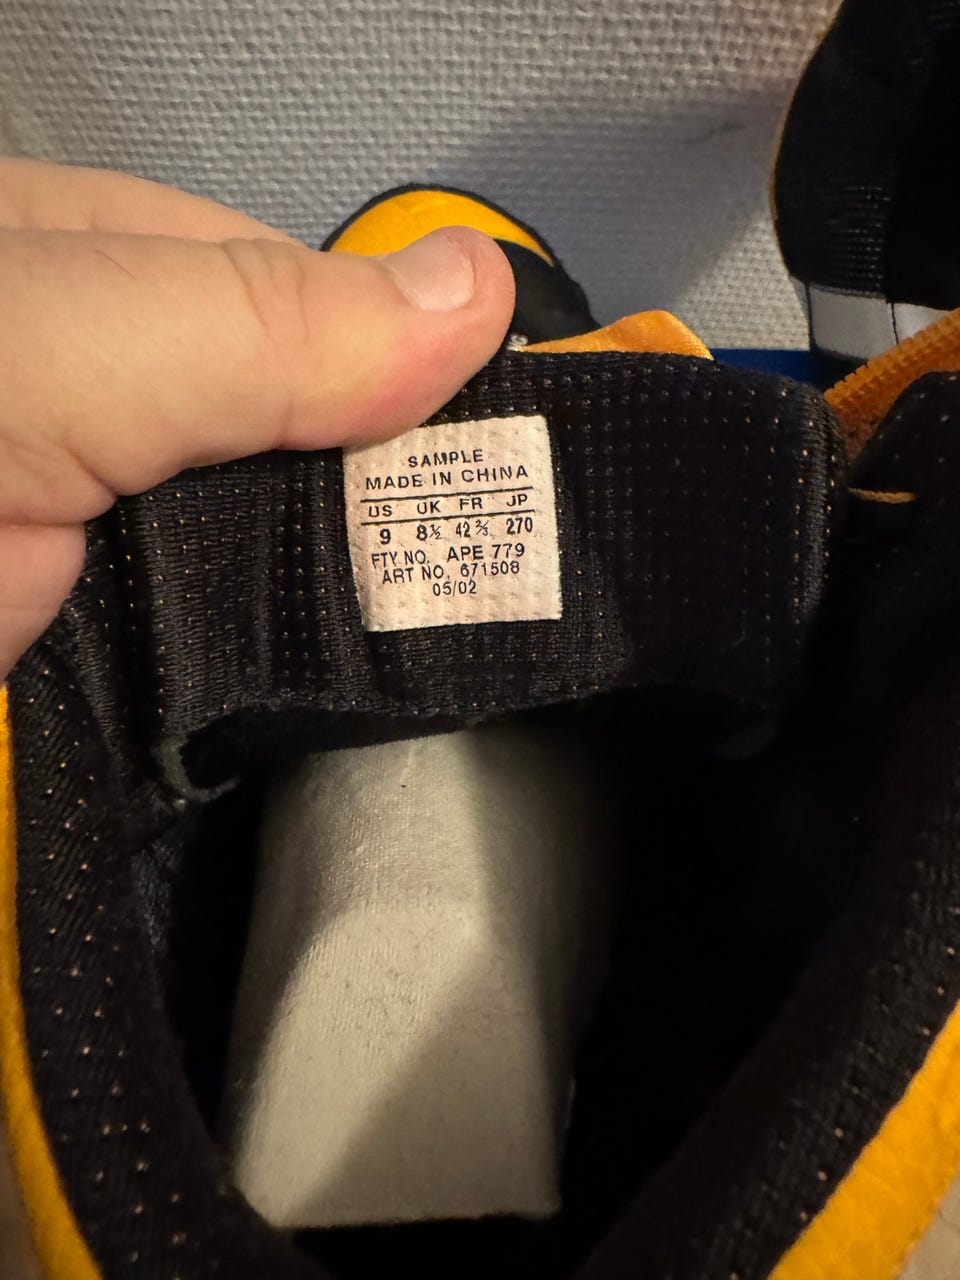 SAMPLE
MADE IN CHINA
US UK FR JP
9 8½ 42⅔ 270
FTY NO. APE 779
ART NO. 671508
05/02